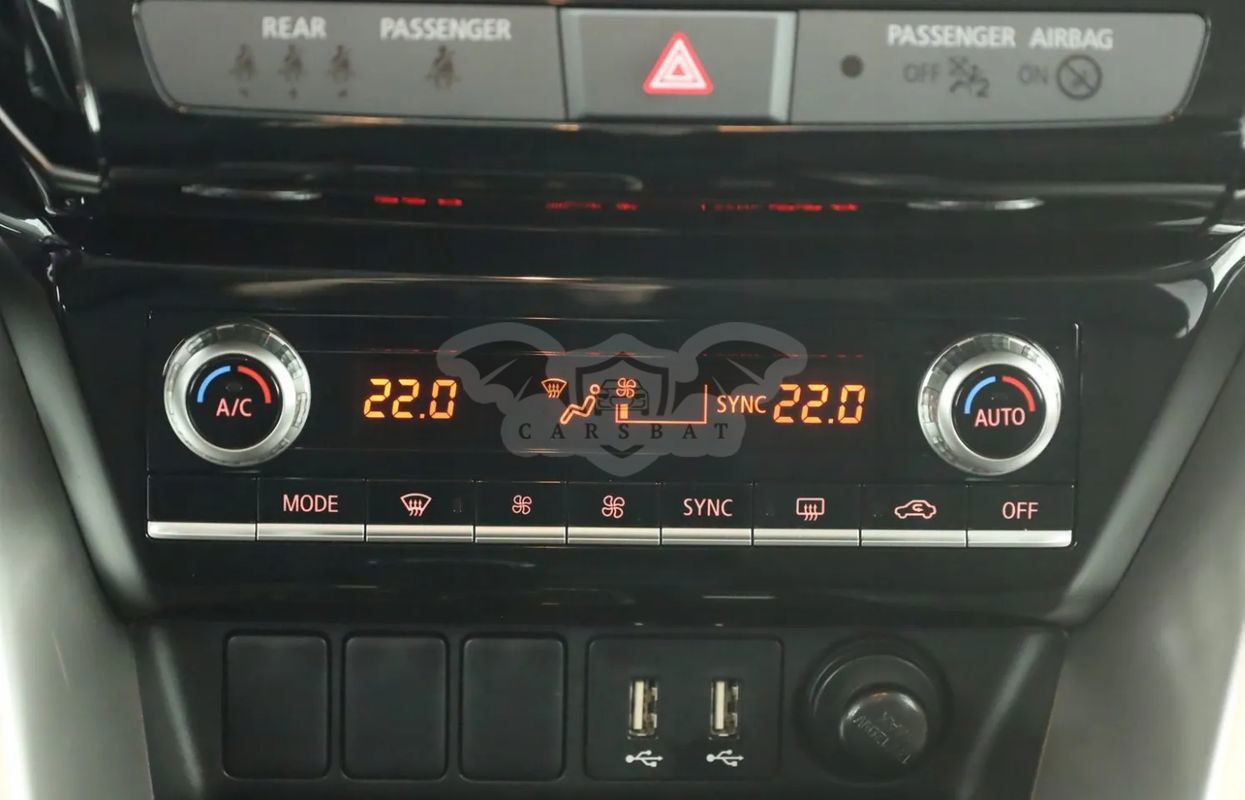 REAR PASSENGER PASSENGER AIRBAG
OFF ON
A/C 22.0 SYNC 22.0 AUTO
CARSBAT
MODE SYNC OFF